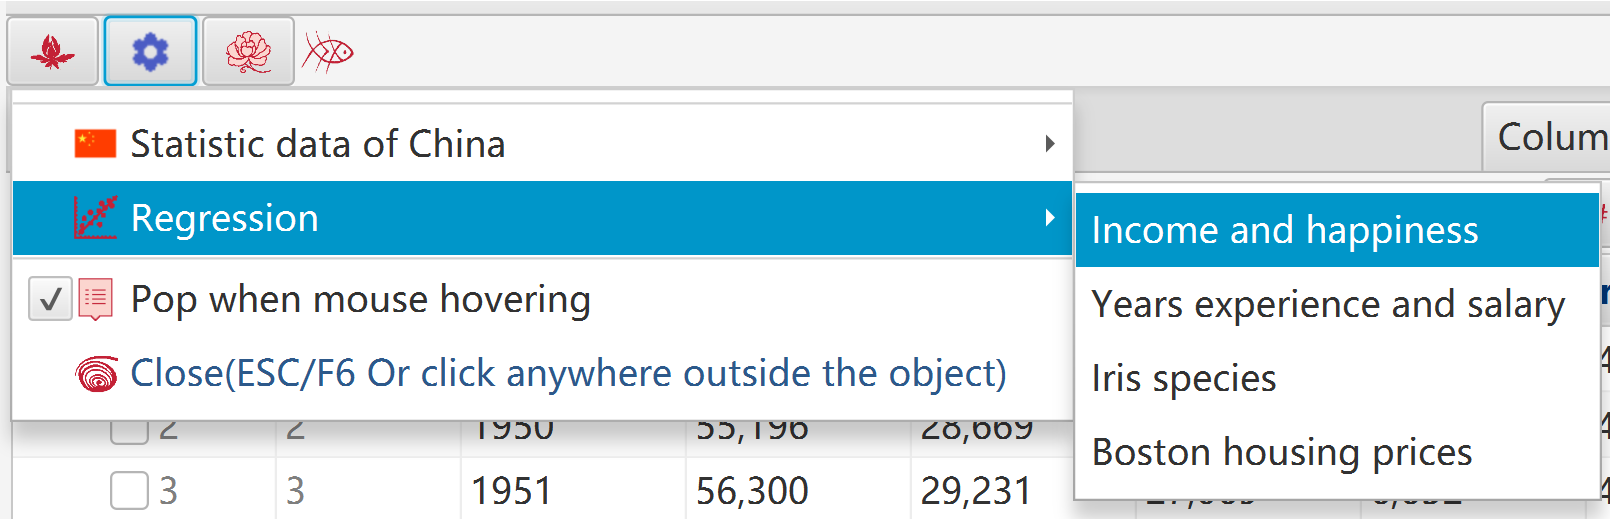 Colum
Statistic data of China
Regression
Income and happiness
Pop when mouse hovering
Years experience and salary
Close(ESC/F6 Or click anywhere outside the object)
Iris species
Boston housing prices
2 2 1950 55,196 28,669
3 3 1951 56,300 29,231